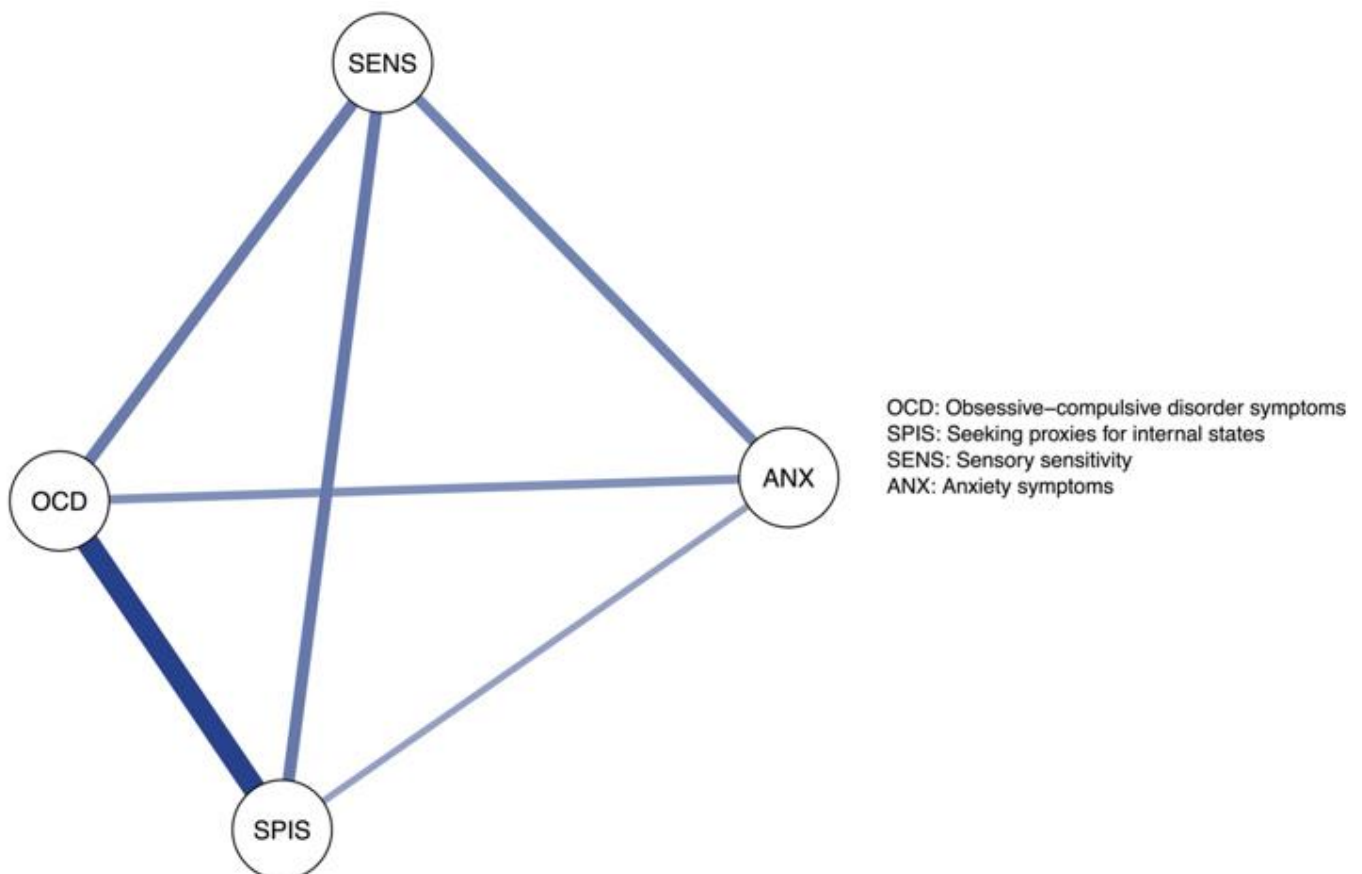 SENS
OCD
ANX
SPIS
OCD: Obsessive–compulsive disorder symptoms
SPIS: Seeking proxies for internal states
SENS: Sensory sensitivity
ANX: Anxiety symptoms